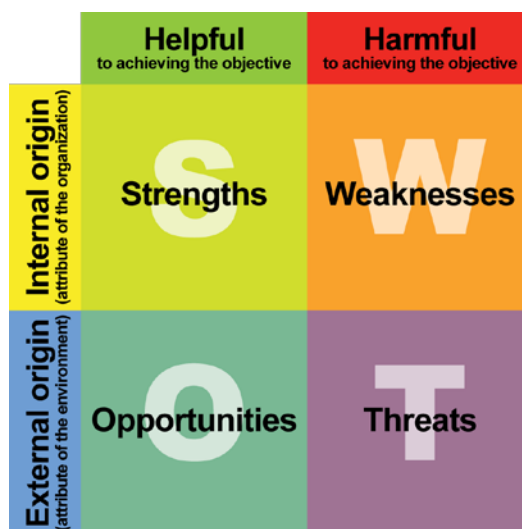 Helpful
to achieving the objective
Harmful
to achieving the objective
Internal origin
(attribute of the organization)
S
Strengths
W
Weaknesses
External origin
(attribute of the environment)
O
Opportunities
T
Threats